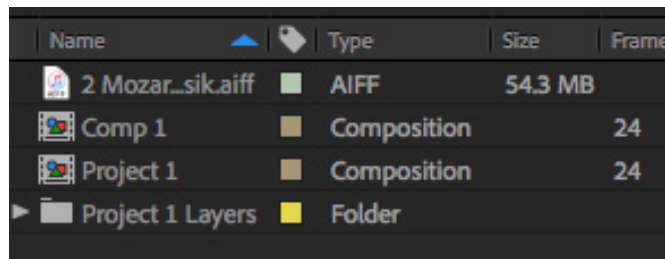 Name Type Size Frame
2 Mozar...sik.aiff AIFF 54.3 MB
Comp 1 Composition 24
Project 1 Composition 24
Project 1 Layers Folder